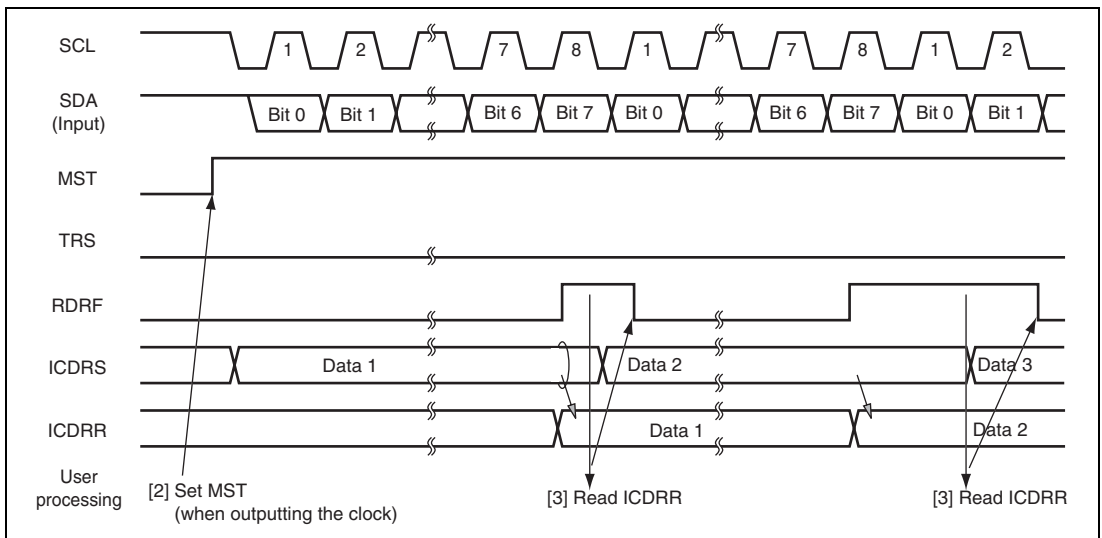 SCL 1 2 7 8 1 7 8 1 2
SDA
(Input)
Bit 0 Bit 1 Bit 6 Bit 7 Bit 0 Bit 6 Bit 7 Bit 0 Bit 1
MST
TRS
RDRF
ICDRS Data 1 Data 2 Data 3
ICDRR Data 1 Data 2
User
processing
[2] Set MST
(when outputting the clock)
[3] Read ICDRR
[3] Read ICDRR